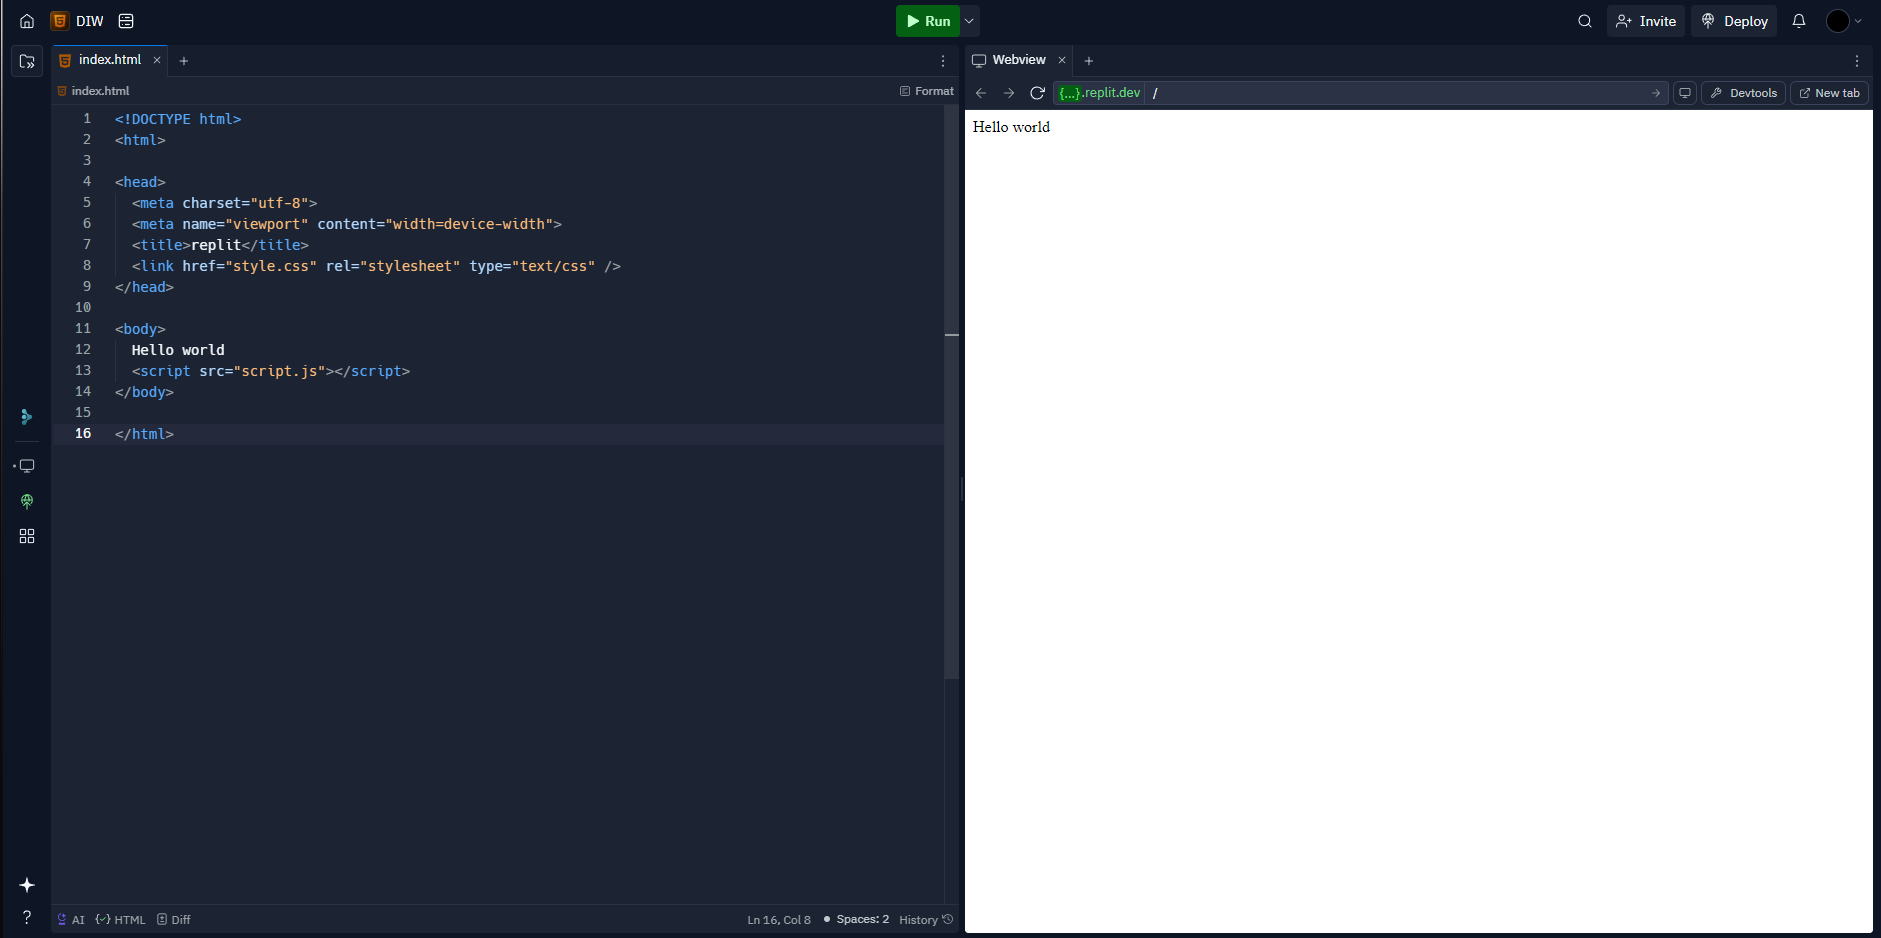 DIW
Run
Invite
Deploy
index.html
Webview
index.html
Format
{...}.replit.dev /
Devtools
New tab
1 <!DOCTYPE html>
2 <html>
3
4 <head>
5   <meta charset="utf-8">
6   <meta name="viewport" content="width=device-width">
7   <title>replit</title>
8   <link href="style.css" rel="stylesheet" type="text/css" />
9 </head>
10
11 <body>
12   Hello world
13   <script src="script.js"></script>
14 </body>
15
16 </html>
Hello world
AI
HTML
Diff
Ln 16, Col 8
Spaces: 2
History